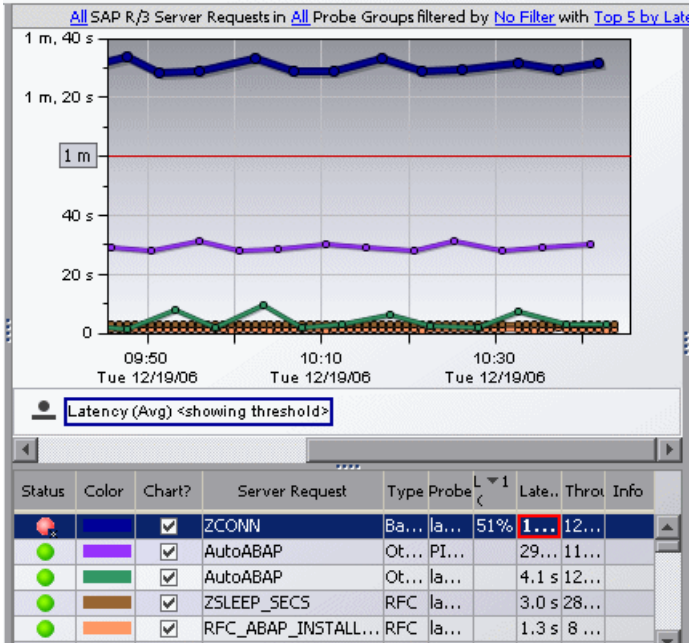 All SAP R/3 Server Requests in All Probe Groups filtered by No Filter with Top 5 by Late
1 m, 40 s
1 m, 20 s
1 m
40 s
20 s
0
09:50 10:10 10:30
Tue 12/19/06 Tue 12/19/06 Tue 12/19/06
Latency (Avg) <showing threshold>
Status Color Chart? Server Request Type Probe L 1 ( Late.. Throu Info
ZCONN Ba... la... 51% 1... 12...
AutoABAP Ot... PI... 29... 11...
AutoABAP Ot... la... 4.1 s 12...
ZSLEEP_SECS RFC la... 3.0 s 28...
RFC_ABAP_INSTALL... RFC la... 1.3 s 8 ...